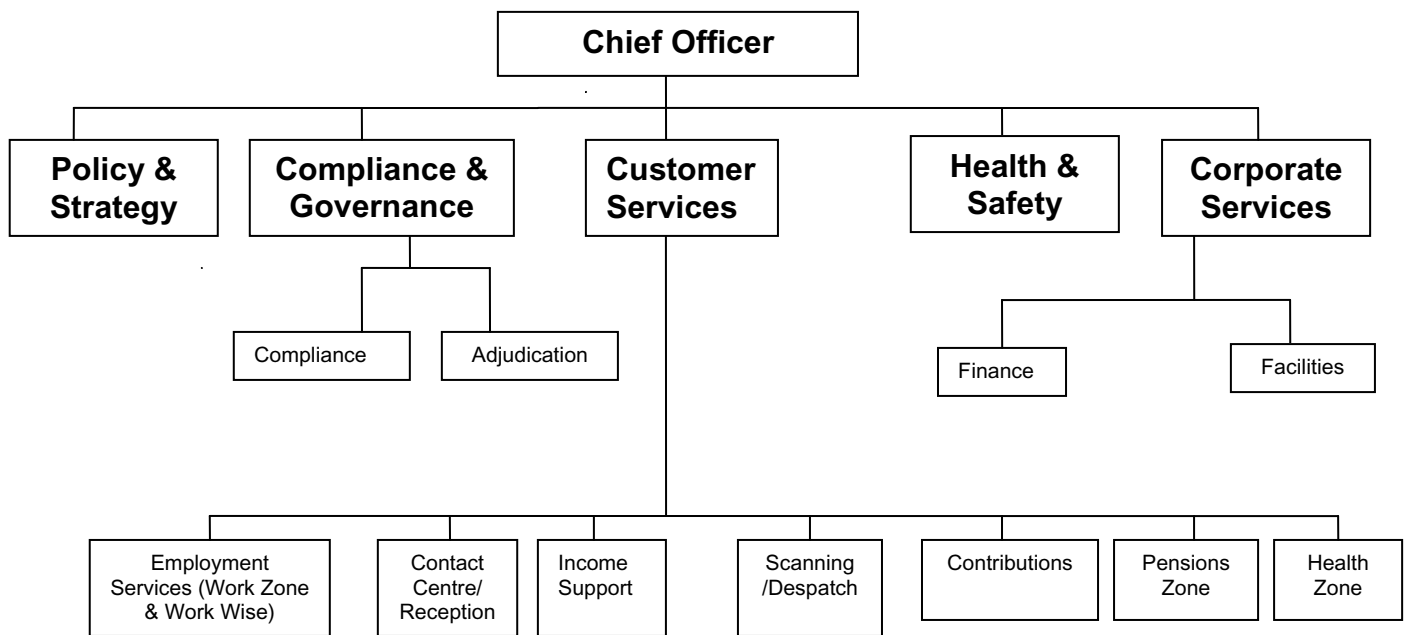 Chief Officer
Policy &
Strategy
Compliance &
Governance
Customer
Services
Health &
Safety
Corporate
Services
Compliance
Adjudication
Finance
Facilities
Employment
Services (Work Zone
& Work Wise)
Contact
Centre/
Reception
Income
Support
Scanning
/Despatch
Contributions
Pensions
Zone
Health
Zone